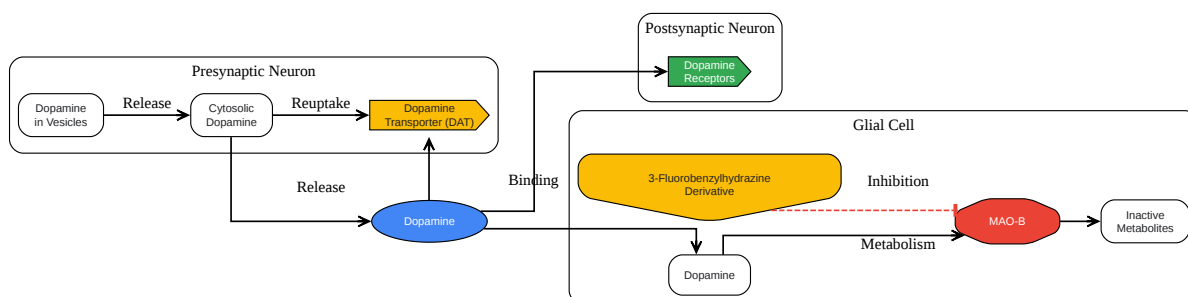 Postsynaptic Neuron
Dopamine
Receptors
Presynaptic Neuron
Dopamine
in Vesicles
Release
Cytosolic
Dopamine
Reuptake
Dopamine
Transporter (DAT)
Release
Dopamine
Binding
Glial Cell
3-Fluorobenzylhydrazine
Derivative
Inhibition
MAO-B
Inactive
Metabolites
Metabolism
Dopamine